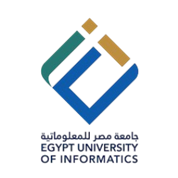 جامعة مصر للمعلوماتية
EGYPT UNIVERSITY
OF INFORMATICS